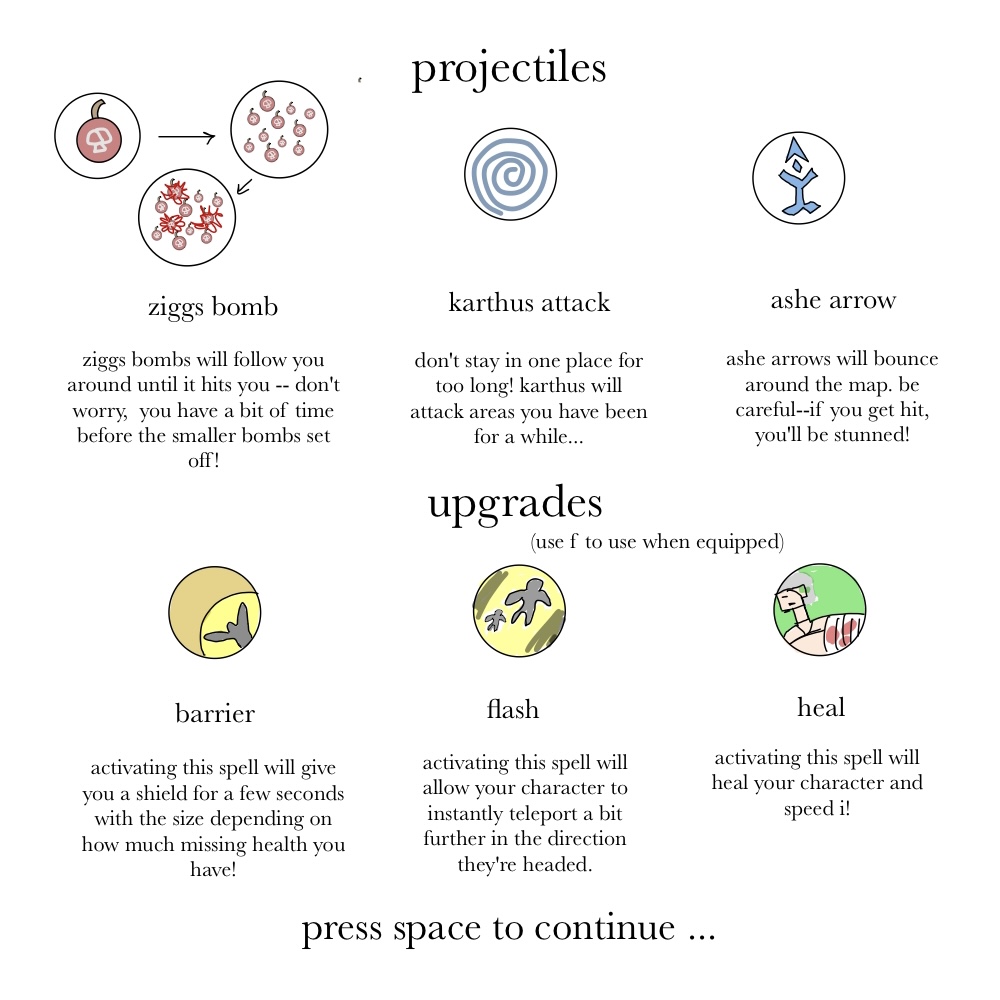 projectiles
ziggs bomb
ziggs bombs will follow you
around until it hits you -- don't
worry, you have a bit of time
before the smaller bombs set
off!
karthus attack
don't stay in one place for
too long! karthus will
attack areas you have been
for a while...
ashe arrow
ashe arrows will bounce
around the map. be
careful--if you get hit,
you'll be stunned!
upgrades
(use f to use when equipped)
barrier
activating this spell will give
you a shield for a few seconds
with the size depending on
how much missing health you
have!
flash
activating this spell will
allow your character to
instantly teleport a bit
further in the direction
they're headed.
heal
activating this spell will
heal your character and
speed i!
press space to continue ...